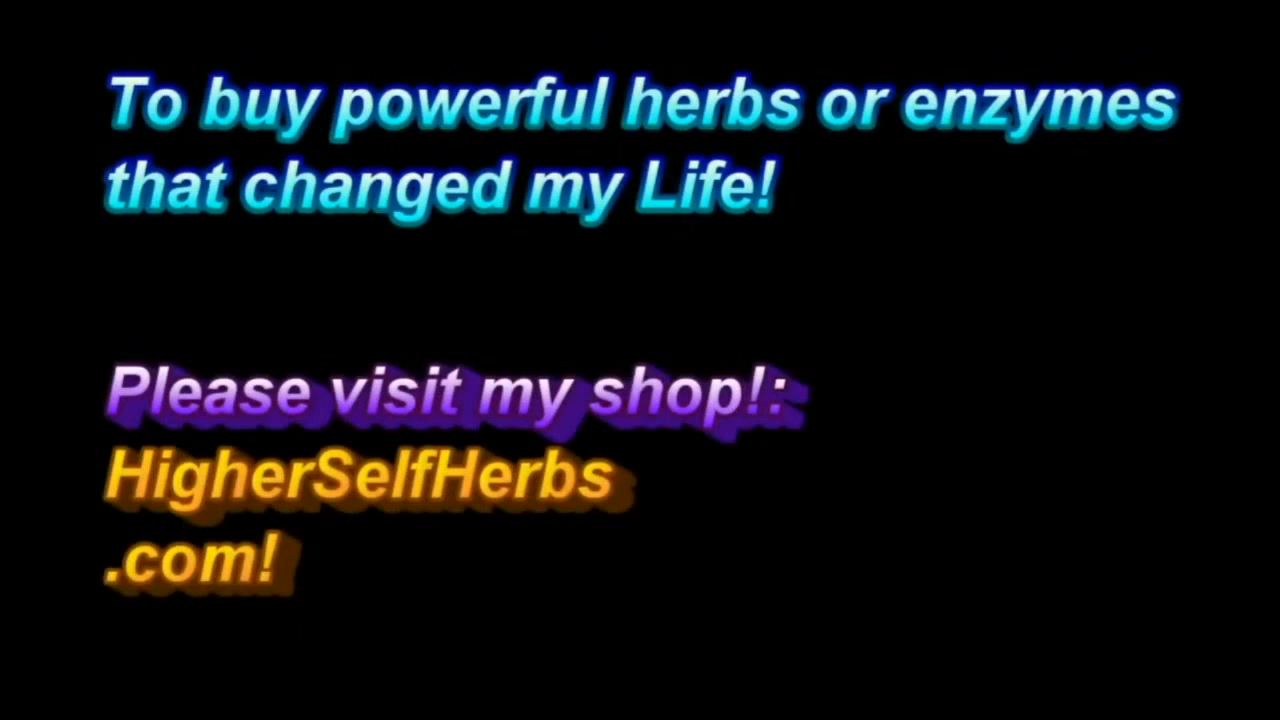 To buy powerful herbs or enzymes
that changed my Life!
Please visit my shop!:
HigherSelfHerbs
.com!